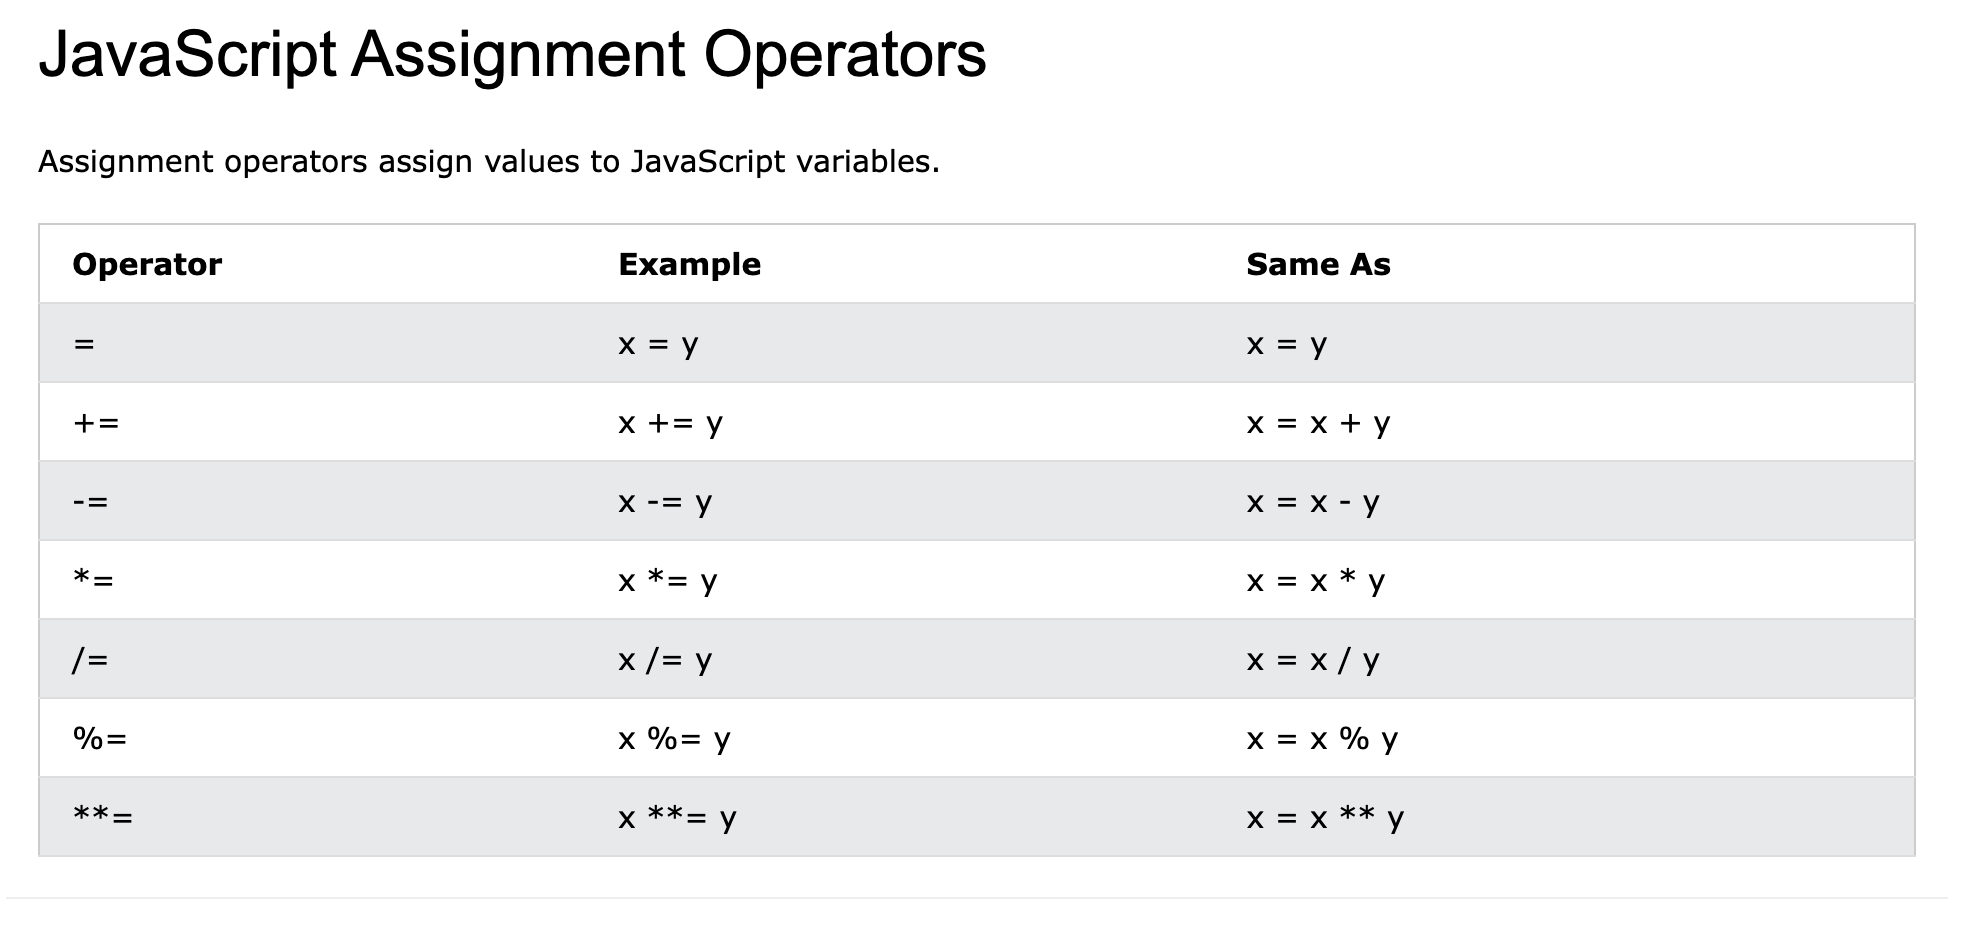 JavaScript Assignment Operators
Assignment operators assign values to JavaScript variables.
Operator Example Same As
= x = y x = y
+= x += y x = x + y
-= x -= y x = x - y
*= x *= y x = x * y
/= x /= y x = x / y
%= x %= y x = x % y
**= x **= y x = x ** y